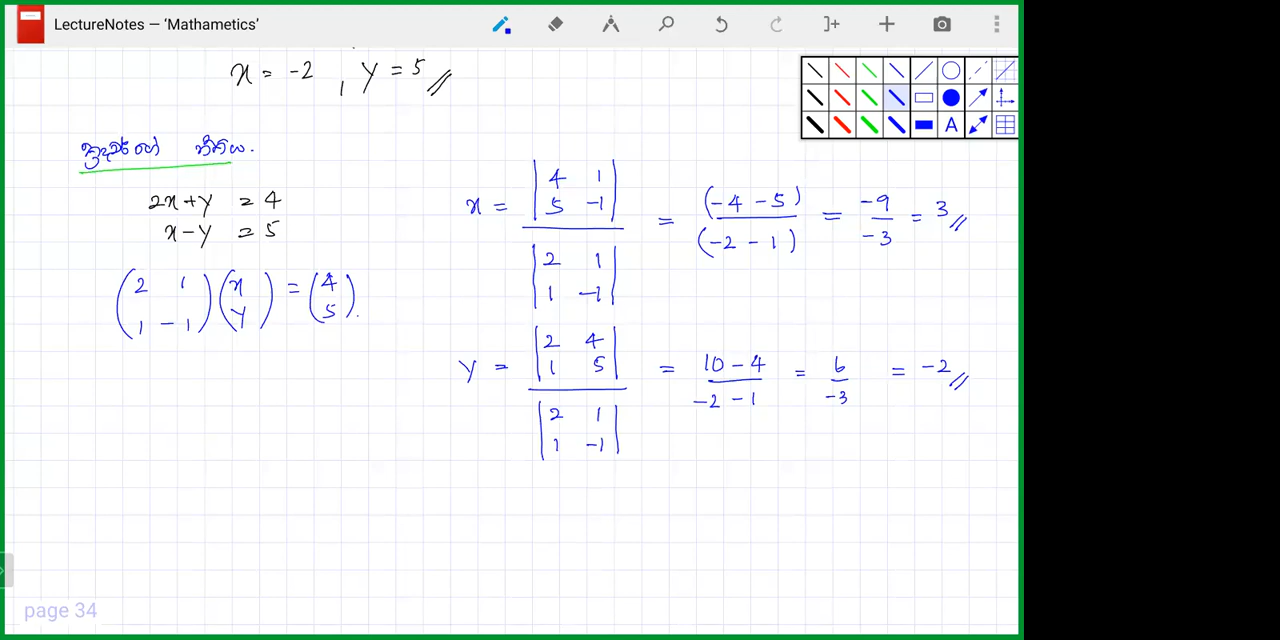 LectureNotes — ‘Mathametics’
x = -2 , y = 5 //
නීතිය.
2x+y = 4
x-y = 5
(2 1
1 -1) (x
y) = (4
5).
x = |4 1
5 -1| / |2 1
1 -1| = (-4 - 5) / (-2 - 1) = -9 / -3 = 3 //
y = |2 4
1 5| / |2 1
1 -1| = 10 - 4 / -2 - 1 = 6 / -3 = -2 //
A
page 34